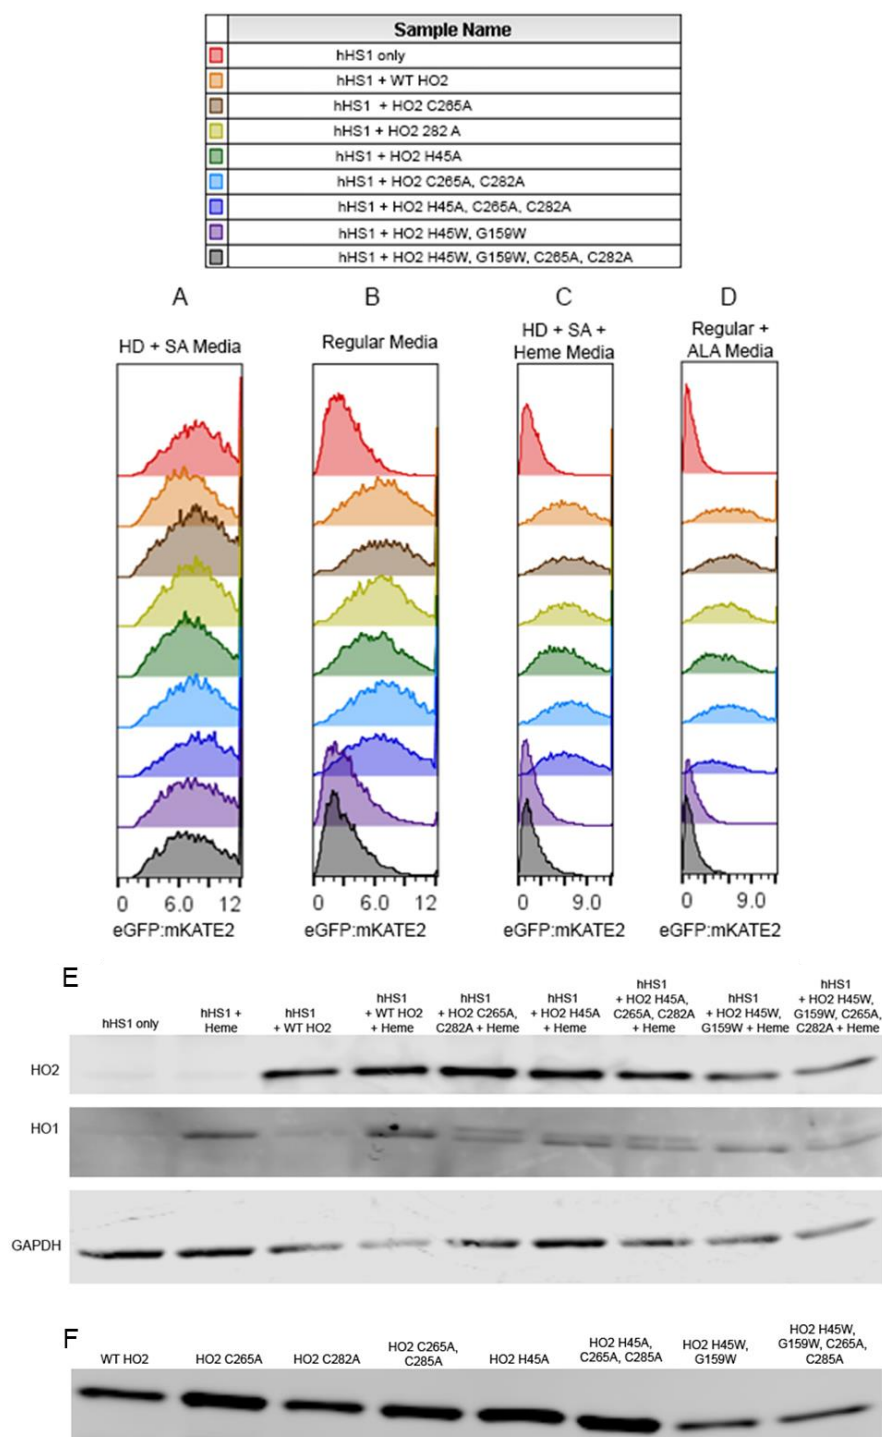 Sample Name
hHS1 only
hHS1 + WT HO2
hHS1 + HO2 C265A
hHS1 + HO2 282 A
hHS1 + HO2 H45A
hHS1 + HO2 C265A, C282A
hHS1 + HO2 H45A, C265A, C282A
hHS1 + HO2 H45W, G159W
hHS1 + HO2 H45W, G159W, C265A, C282A
A B C D
HD + SA Media
Regular Media
HD + SA +
Heme Media
Regular +
ALA Media
0 6.0 12
0 6.0 12
0 9.0
0 9.0
eGFP:mKATE2
eGFP:mKATE2
eGFP:mKATE2
eGFP:mKATE2
E
hHS1 only
hHS1 +
Heme
hHS1
+ WT HO2
hHS1
+ WT HO2
+ Heme
hHS1
+ HO2 C265A,
C282A + Heme
hHS1
+ HO2 H45A
+ Heme
hHS1
+ HO2 H45A,
C265A, C282A
+ Heme
hHS1
+ HO2 H45W,
G159W + Heme
hHS1
+ HO2 H45W,
G159W, C265A,
C282A + Heme
HO2
HO1
GAPDH
F
WT HO2
HO2 C265A
HO2 C282A
HO2 C265A,
C285A
HO2 H45A
HO2 H45A,
C265A, C285A
HO2 H45W,
G159W
HO2 H45W,
G159W, C265A,
C285A